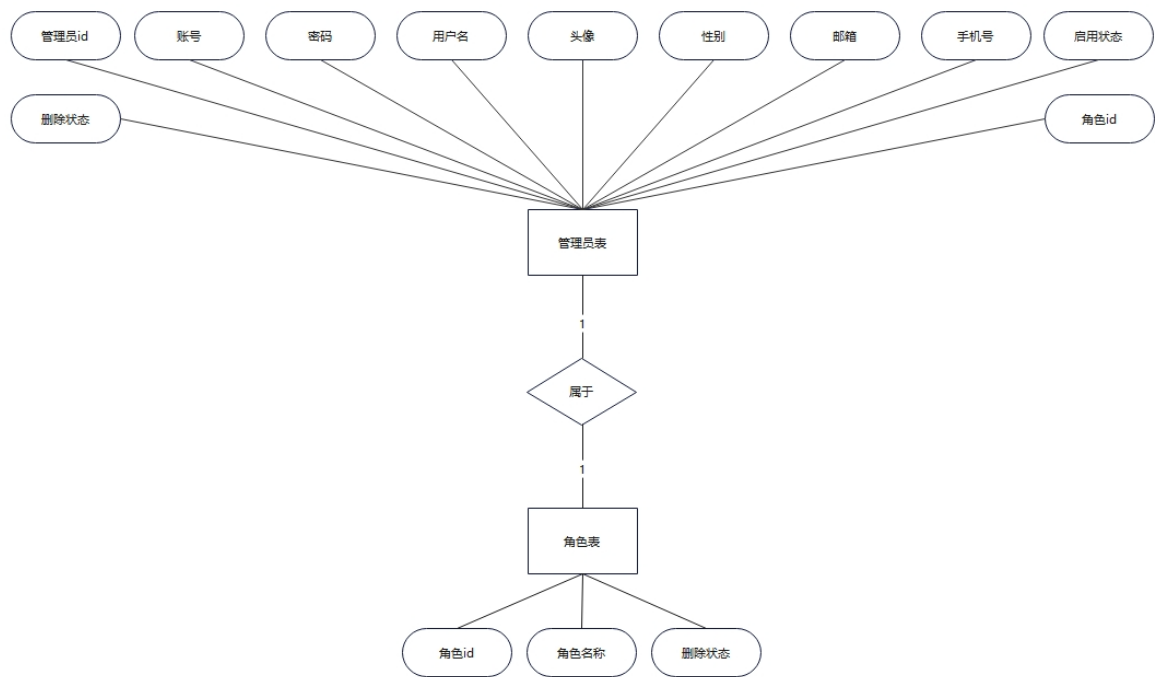 管理员id
账号
密码
用户名
头像
性别
邮箱
手机号
启用状态
删除状态
角色id
管理员表
1
属于
1
角色表
角色id
角色名称
删除状态